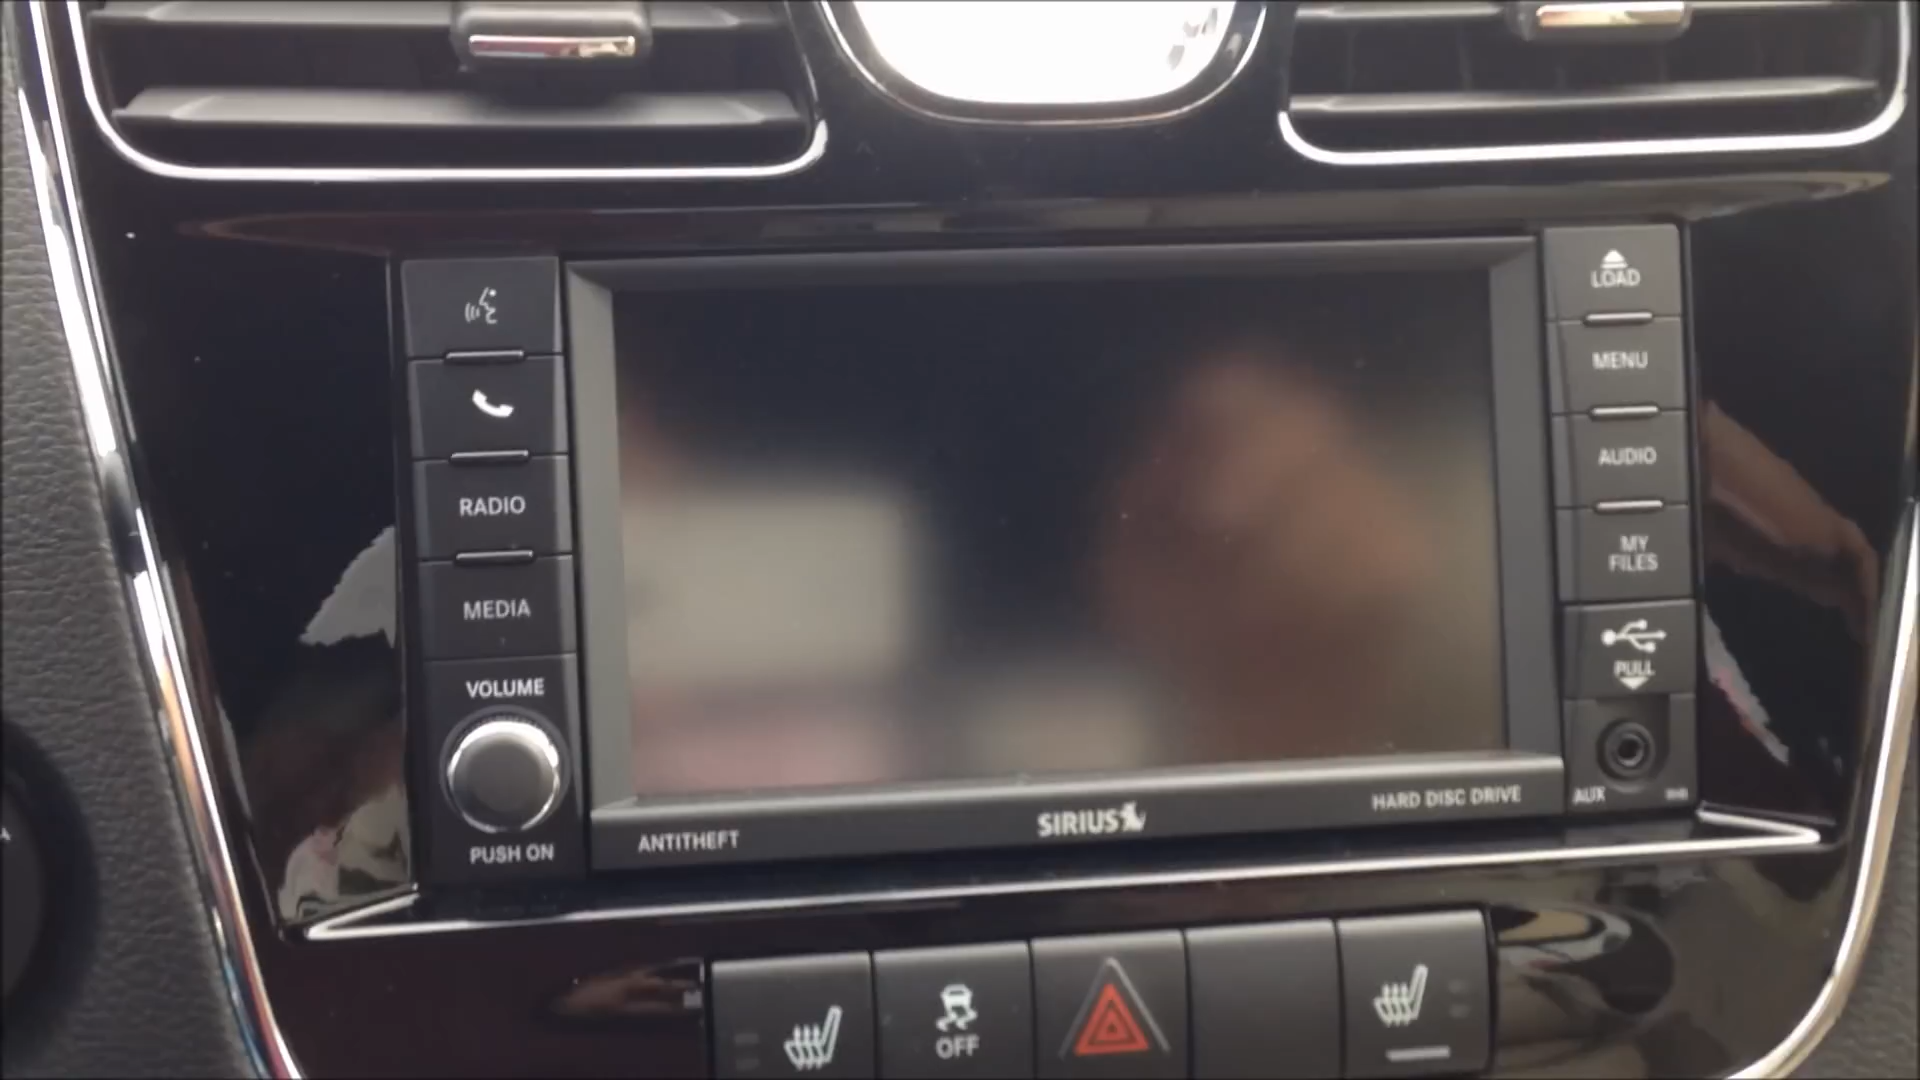 LOAD
MENU
AUDIO
MY
FILES
PULL
AUX
RADIO
MEDIA
VOLUME
PUSH ON
ANTITHEFT
SIRIUS
HARD DISC DRIVE
OFF